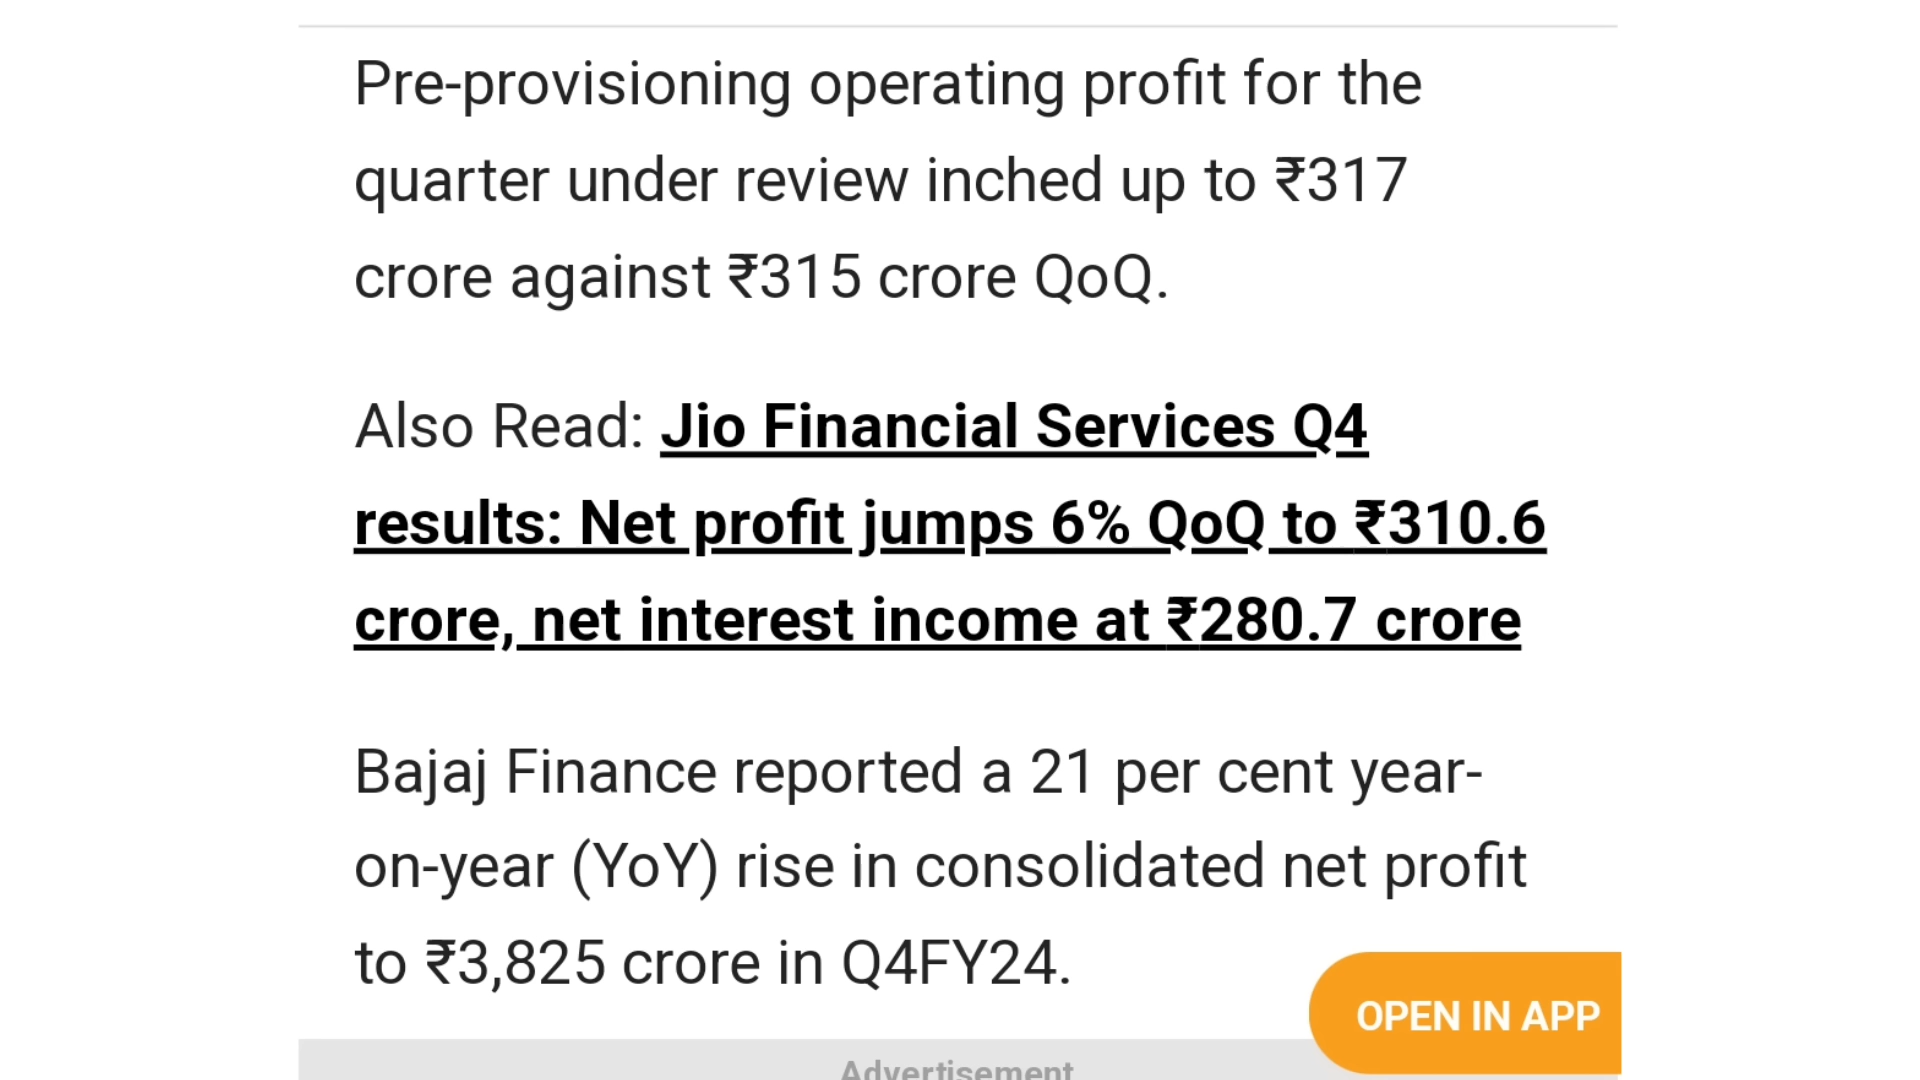 Pre-provisioning operating profit for the
quarter under review inched up to ₹317
crore against ₹315 crore QoQ.
Also Read: Jio Financial Services Q4
results: Net profit jumps 6% QoQ to ₹310.6
crore, net interest income at ₹280.7 crore
Bajaj Finance reported a 21 per cent year-
on-year (YoY) rise in consolidated net profit
to ₹3,825 crore in Q4FY24.
OPEN IN APP
Advertisement